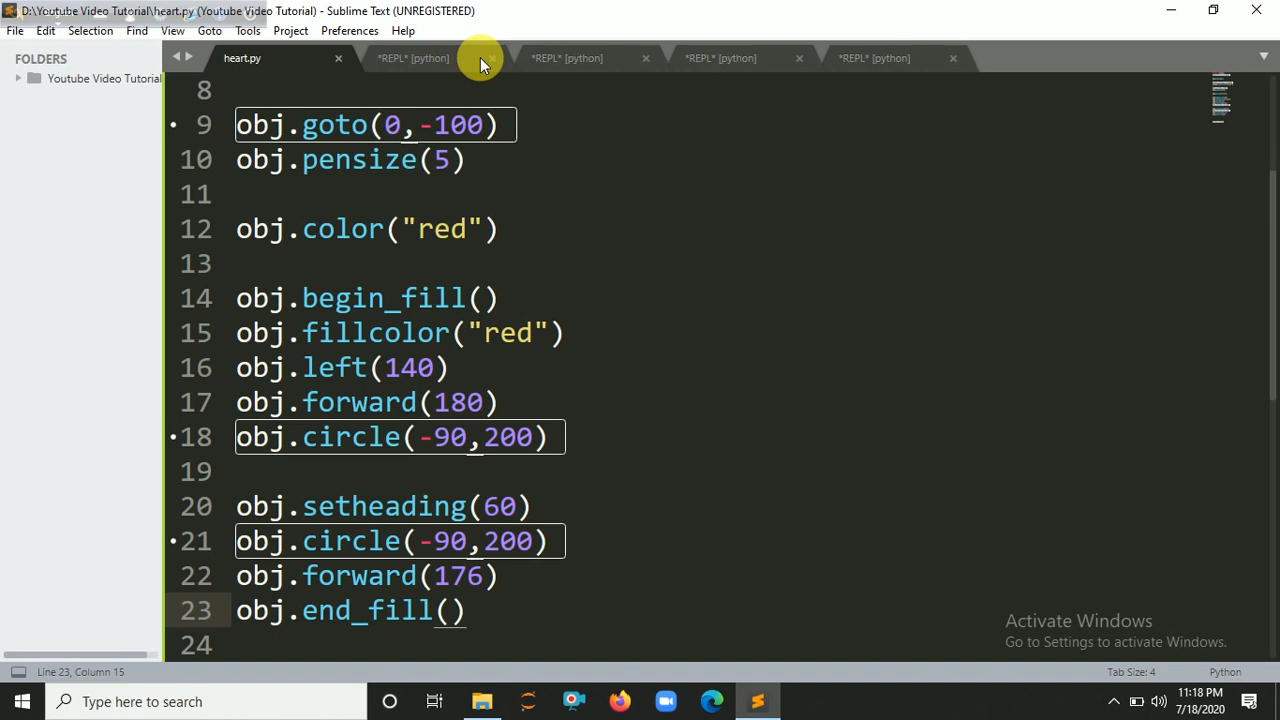 D:\Youtube Video Tutorial\heart.py (Youtube Video Tutorial) - Sublime Text (UNREGISTERED)
File Edit Selection Find View Goto Tools Project Preferences Help
FOLDERS
Youtube Video Tutorial
heart.py *REPL* [python] *REPL* [python] *REPL* [python] *REPL* [python]
8
9 obj.goto(0,-100)
10 obj.pensize(5)
11
12 obj.color("red")
13
14 obj.begin_fill()
15 obj.fillcolor("red")
16 obj.left(140)
17 obj.forward(180)
18 obj.circle(-90,200)
19
20 obj.setheading(60)
21 obj.circle(-90,200)
22 obj.forward(176)
23 obj.end_fill()
24
Activate Windows
Go to Settings to activate Windows.
Line 23, Column 15 Tab Size: 4 Python
Type here to search
11:18 PM
7/18/2020